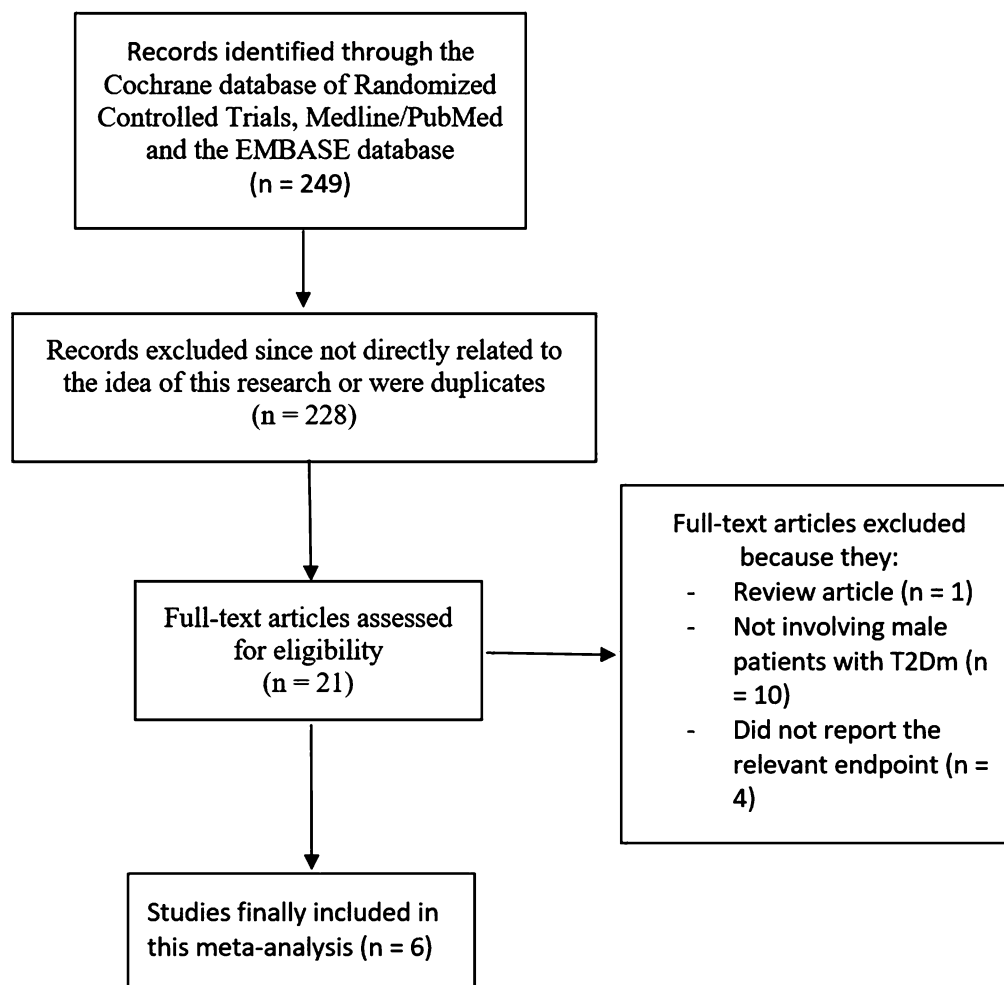 Records identified through the
Cochrane database of Randomized
Controlled Trials, Medline/PubMed
and the EMBASE database
(n = 249)
Records excluded since not directly related to
the idea of this research or were duplicates
(n = 228)
Full-text articles assessed
for eligibility
(n = 21)
Full-text articles excluded
because they:
- Review article (n = 1)
- Not involving male
patients with T2Dm (n
= 10)
- Did not report the
relevant endpoint (n =
4)
Studies finally included in
this meta-analysis (n = 6)